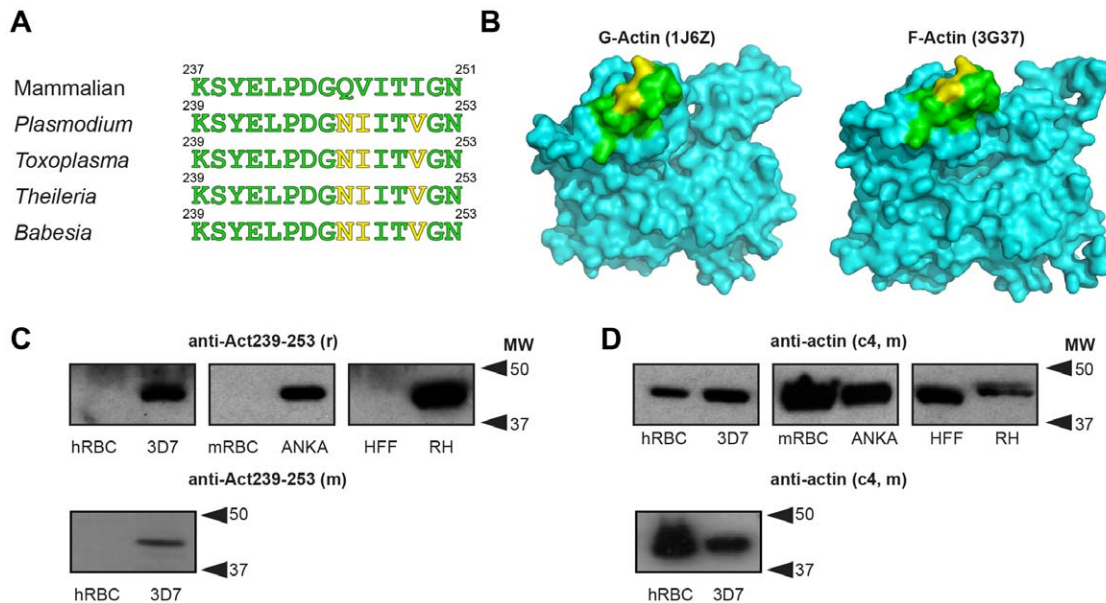 A
237 251
Mammalian KSYELPDGQVITIGN
239 253
Plasmodium KSYELPDGNIITVGN
239 253
Toxoplasma KSYELPDGNIITVGN
239 253
Theileria KSYELPDGNIITVGN
239 253
Babesia KSYELPDGNIITVGN
B
G-Actin (1J6Z) F-Actin (3G37)
C
anti-Act239-253 (r) MW
50
37
hRBC 3D7 mRBC ANKA HFF RH
anti-Act239-253 (m)
50
37
hRBC 3D7
D
anti-actin (c4, m) MW
50
37
hRBC 3D7 mRBC ANKA HFF RH
anti-actin (c4, m)
50
37
hRBC 3D7